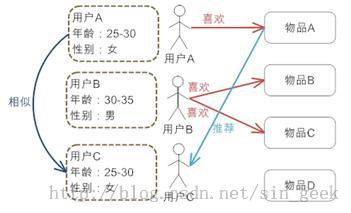 用户A
年龄：25-30
性别：女
用户A
喜欢
物品A
用户B
年龄：30-35
性别：男
用户B
喜欢
喜欢
物品B
相似
推荐
物品C
用户C
年龄：25-30
性别：女
用户C
物品D
http://blog.csdn.net/sin_geek